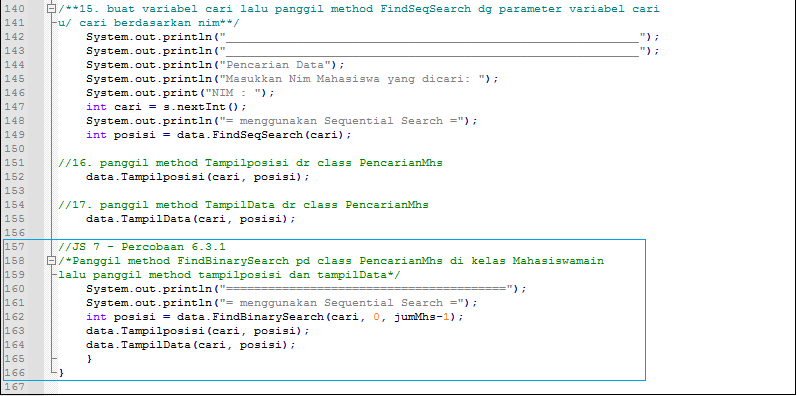 140 /**15. buat variabel cari lalu panggil method FindSeqSearch dg parameter variabel cari
141 u/ cari berdasarkan nim**/
142 System.out.println("______________________________________________________________");
143 System.out.println("______________________________________________________________");
144 System.out.println("Pencarian Data");
145 System.out.println("Masukkan Nim Mahasiswa yang dicari: ");
146 System.out.print("NIM : ");
147 int cari = s.nextInt();
148 System.out.println("= menggunakan Sequential Search =");
149 int posisi = data.FindSeqSearch(cari);
150
151 //16. panggil method Tampilposisi dr class PencarianMhs
152 data.Tampilposisi(cari, posisi);
153
154 //17. panggil method TampilData dr class PencarianMhs
155 data.TampilData(cari, posisi);
156
157 //JS 7 - Percobaan 6.3.1
158 /*Panggil method FindBinarySearch pd class PencarianMhs di kelas Mahasiswamain
159 lalu panggil method tampilposisi dan tampilData*/
160 System.out.println("========================================");
161 System.out.println("= menggunakan Sequential Search =");
162 int posisi = data.FindBinarySearch(cari, 0, jumMhs-1);
163 data.Tampilposisi(cari, posisi);
164 data.TampilData(cari, posisi);
165 }
166 }
167